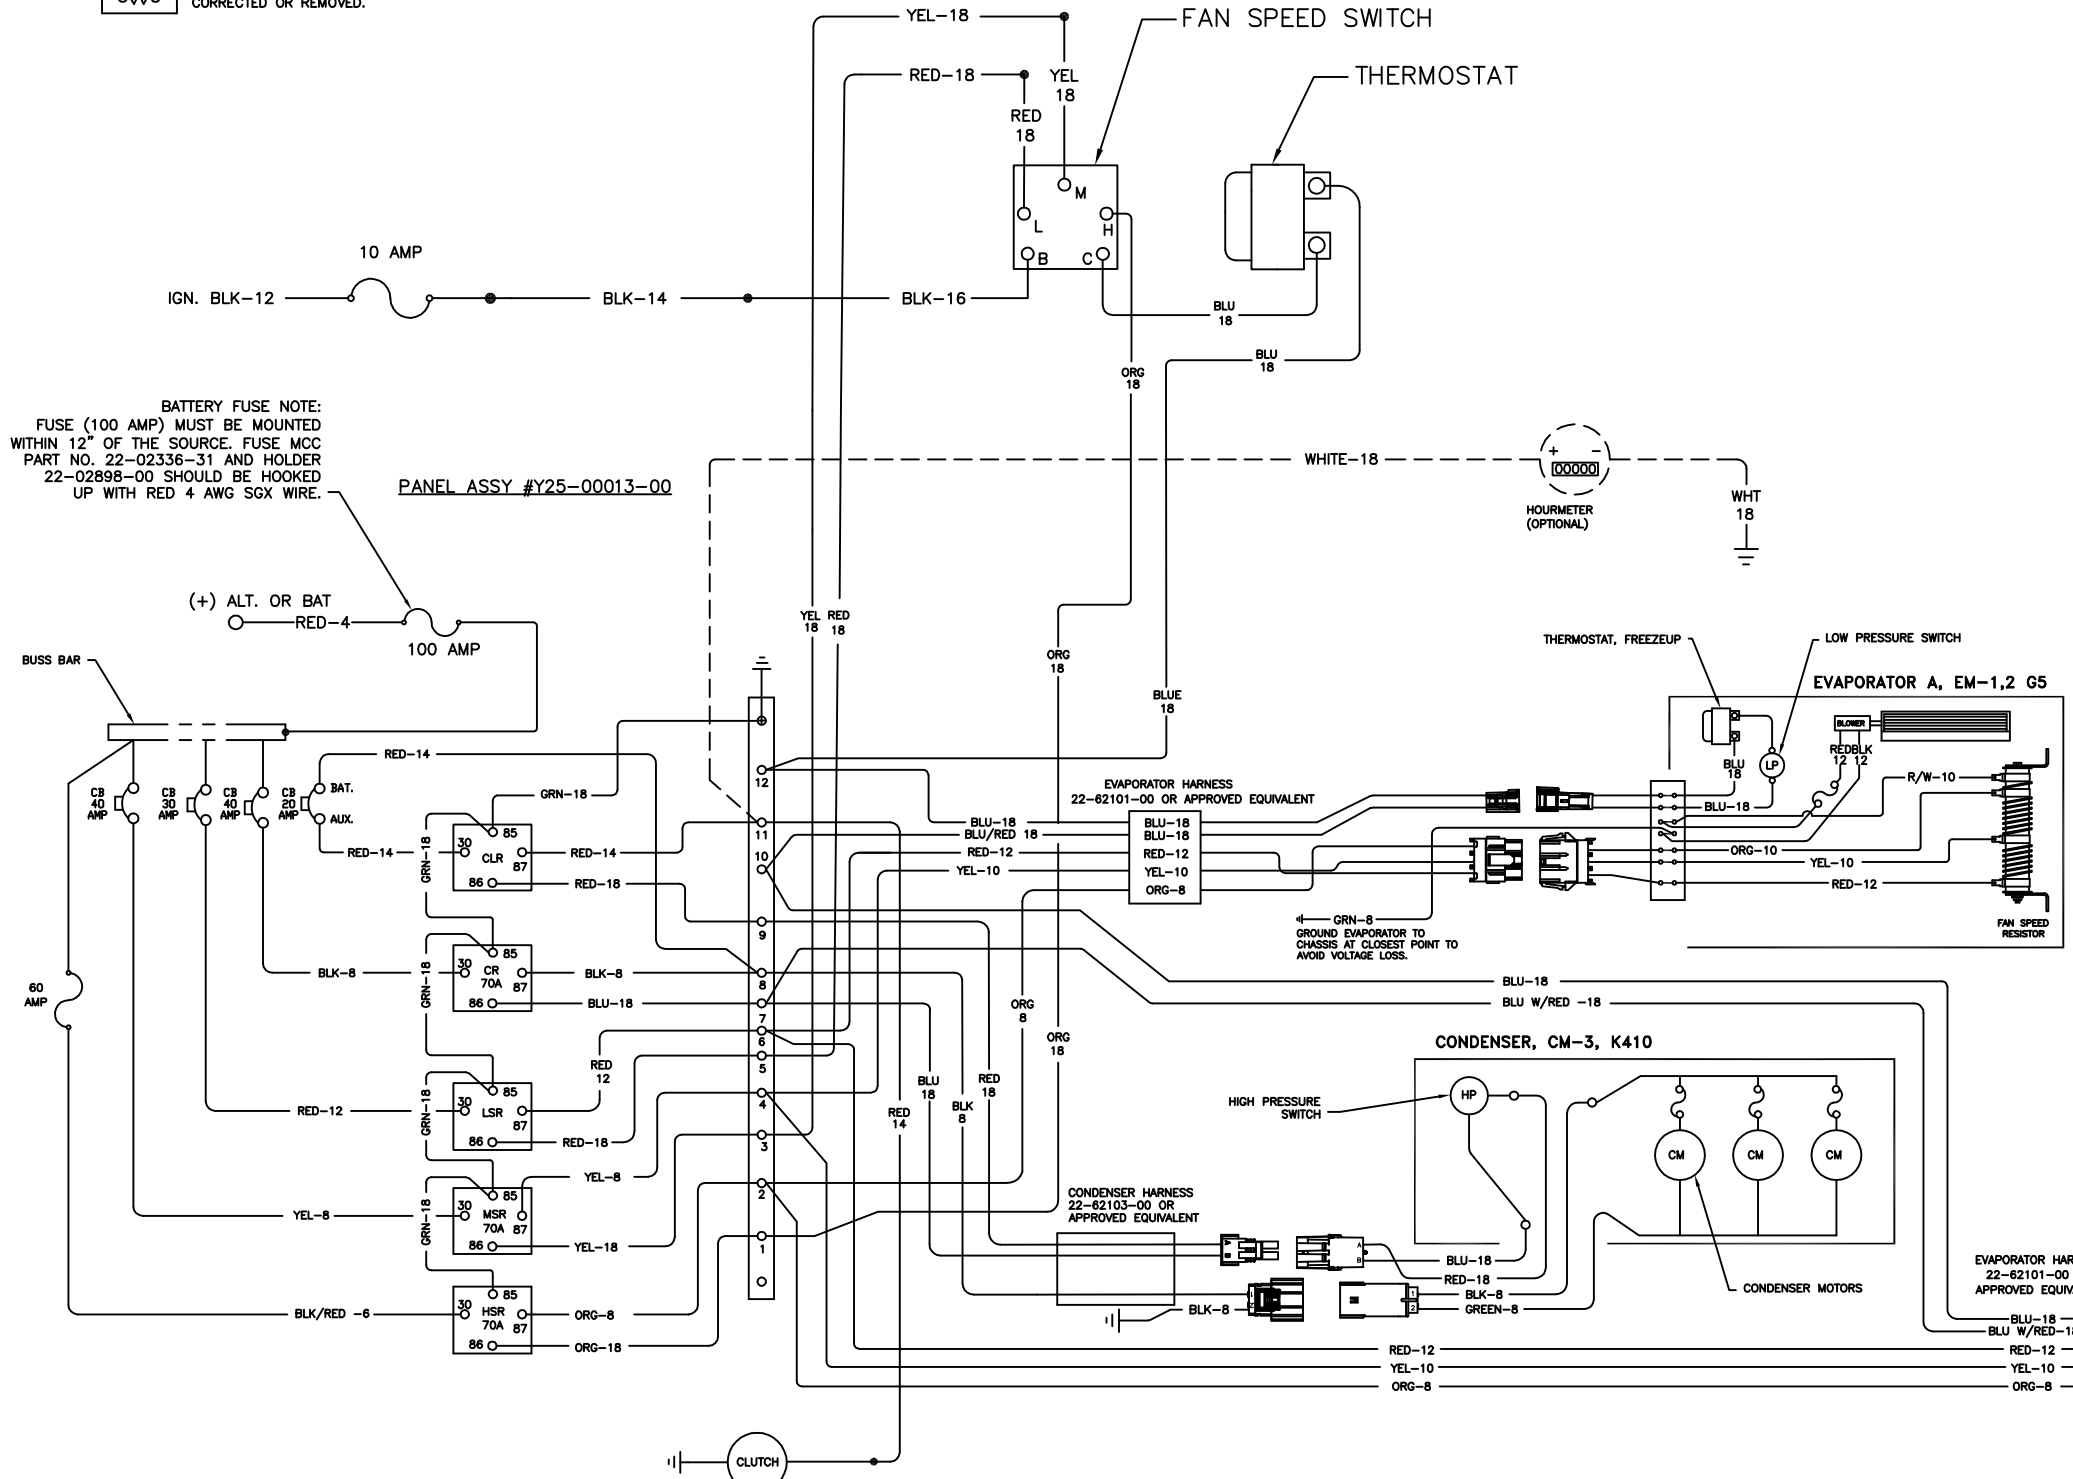 CORRECTED OR REMOVED.
YEL-18
FAN SPEED SWITCH
RED-18
YEL
18
THERMOSTAT
RED
18
M
L
H
B
C
10 AMP
IGN. BLK-12
BLK-14
BLK-16
BLU
18
BLU
18
ORG
18
BATTERY FUSE NOTE:
FUSE (100 AMP) MUST BE MOUNTED
WITHIN 12" OF THE SOURCE. FUSE MCC
PART NO. 22-02336-31 AND HOLDER
22-02898-00 SHOULD BE HOOKED
UP WITH RED 4 AWG SGX WIRE.
PANEL ASSY #Y25-00013-00
WHITE-18
+ -
00000
HOURMETER
(OPTIONAL)
WHT
18
(+) ALT. OR BAT
RED-4
100 AMP
YEL
18
RED
18
ORG
18
BLUE
18
BUSS BAR
THERMOSTAT, FREEZEUP
LOW PRESSURE SWITCH
EVAPORATOR A, EM-1,2 G5
BLOWER
RED
12
BLK
12
LP
BLU
18
R/W-10
BLU-18
ORG-10
YEL-10
RED-12
FAN SPEED
RESISTOR
RED-14
CB
40
AMP
CB
30
AMP
CB
40
AMP
CB
20
AMP
BAT.
AUX.
GRN-18
RED-14
GRN-18
30
85
CLR
87
86
RED-14
RED-18
12
11
10
9
8
7
6
5
4
3
2
1
EVAPORATOR HARNESS
22-62101-00 OR APPROVED EQUIVALENT
BLU-18
BLU/RED 18
RED-12
YEL-10
BLU-18
BLU-18
RED-12
YEL-10
ORG-8
GRN-8
GROUND EVAPORATOR TO
CHASSIS AT CLOSEST POINT TO
AVOID VOLTAGE LOSS.
60
AMP
BLK-8
GRN-18
30
85
CR
70A
87
86
BLK-8
BLU-18
ORG
8
ORG
18
BLU-18
BLU W/RED -18
RED
12
BLU
18
BLK
8
RED
18
RED
14
RED-12
GRN-18
30
85
LSR
87
86
RED-18
CONDENSER, CM-3, K410
HIGH PRESSURE
SWITCH
HP
CM
CM
CM
CONDENSER MOTORS
YEL-8
YEL-8
GRN-18
30
85
MSR
70A
87
86
YEL-18
CONDENSER HARNESS
22-62103-00 OR
APPROVED EQUIVALENT
A
B
A
B
1
2
1
2
BLU-18
RED-18
BLK-8
GREEN-8
BLK-8
BLK/RED -6
30
85
HSR
70A
87
86
ORG-8
ORG-18
EVAPORATOR HAR
22-62101-00
APPROVED EQUIV
BLU-18
BLU W/RED-18
RED-12
RED-12
YEL-10
YEL-10
ORG-8
ORG-8
CLUTCH